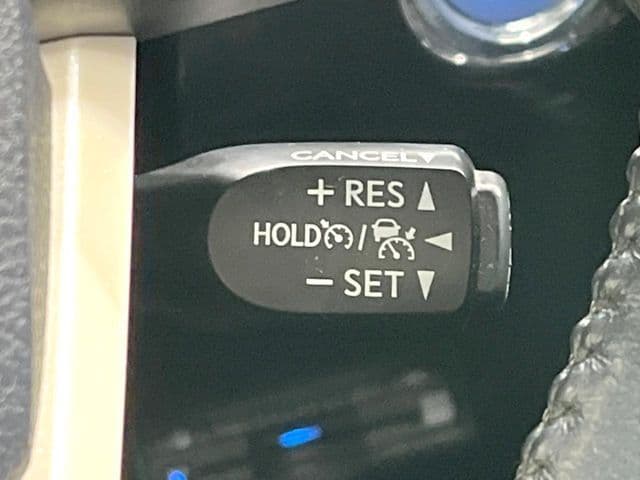 CANCEL▼
+ RES ▲
HOLD / ◀
− SET ▼